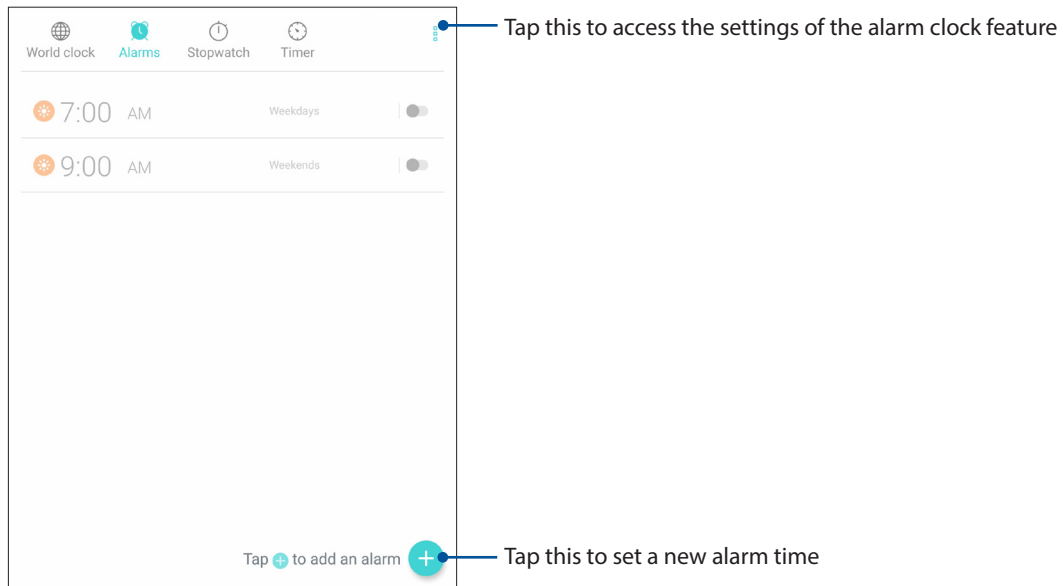 World clock Alarms Stopwatch Timer
Tap this to access the settings of the alarm clock feature
7:00 AM Weekdays
9:00 AM Weekends
Tap + to add an alarm +
Tap this to set a new alarm time